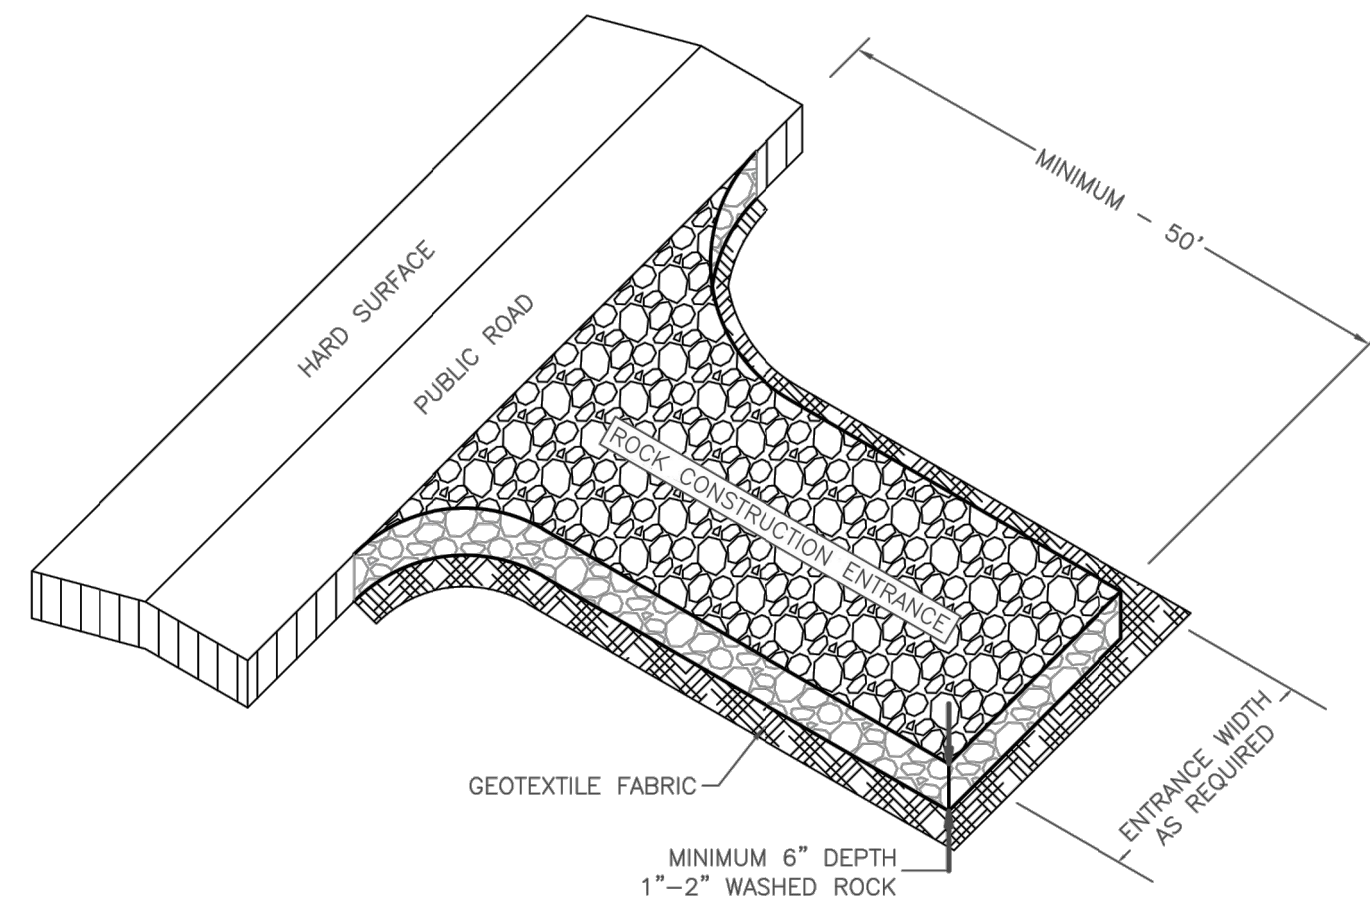 MINIMUM - 50'
HARD SURFACE
PUBLIC ROAD
ROCK CONSTRUCTION ENTRANCE
ENTRANCE WIDTH
AS REQUIRED
GEOTEXTILE FABRIC
MINIMUM 6” DEPTH
1”-2” WASHED ROCK